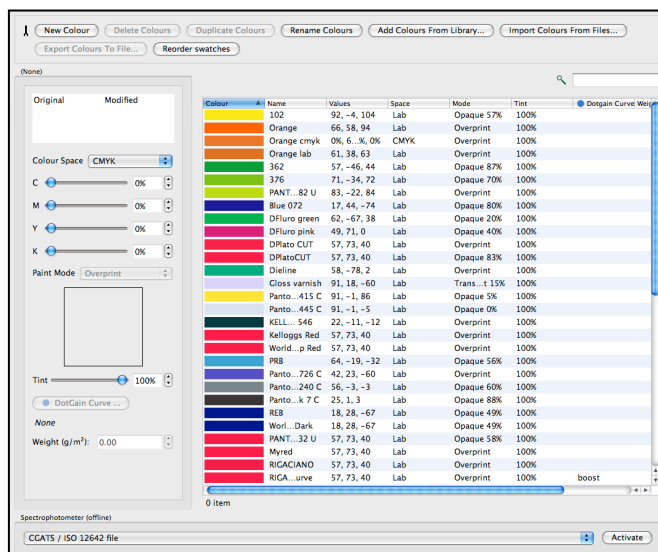 New Colour Delete Colours Duplicate Colours Rename Colours Add Colours From Library... Import Colours From Files...
Export Colours To File... Reorder swatches
(None)
Original Modified
Colour Space CMYK
C 0%
M 0%
Y 0%
K 0%
Paint Mode Overprint
Tint 100%
DotGain Curve ...
None
Weight (g/m²): 0.00
Colour Name Values Space Mode Tint Dotgain Curve
102 92, -4, 104 Lab Opaque 57% 100%
Orange 66, 58, 94 Lab Overprint 100%
Orange cmyk 0%, 6...%, 0% CMYK Overprint 100%
Orange lab 61, 38, 63 Lab Overprint 100%
362 57, -46, 44 Lab Opaque 87% 100%
376 71, -34, 72 Lab Opaque 70% 100%
PANT...82 U 83, -22, 84 Lab Overprint 100%
Blue 072 17, 44, -74 Lab Opaque 80% 100%
DFluro green 62, -67, 38 Lab Opaque 20% 100%
DFluro pink 49, 71, 0 Lab Opaque 40% 100%
DPlato CUT 57, 73, 40 Lab Overprint 100%
DPlatoCUT 57, 73, 40 Lab Opaque 83% 100%
Dieline 58, -78, 2 Lab Overprint 100%
Gloss varnish 91, 18, -60 Lab Trans...t 15% 100%
Panto...415 C 91, -1, 86 Lab Opaque 5% 100%
Panto...445 C 91, -1, -5 Lab Opaque 0% 100%
KELL... 546 22, -11, -12 Lab Overprint 100%
Kelloggs Red 57, 73, 40 Lab Overprint 100%
World...p Red 57, 73, 40 Lab Overprint 100%
PRB 64, -19, -32 Lab Opaque 56% 100%
Panto...726 C 42, 23, -60 Lab Overprint 100%
Panto...240 C 56, -3, -3 Lab Opaque 60% 100%
Panto...k 7 C 25, 1, 3 Lab Opaque 88% 100%
REB 18, 28, -67 Lab Opaque 49% 100%
Worl...Dark 18, 28, -67 Lab Opaque 49% 100%
PANT...32 U 57, 73, 40 Lab Opaque 58% 100%
Myred 57, 73, 40 Lab Overprint 100%
RIGACIANO 57, 73, 40 Lab Overprint 100%
RIGA...urve 57, 73, 40 Lab Overprint 100% boost
0 item
Spectrophotometer (offline)
CGATS / ISO 12642 file Activate